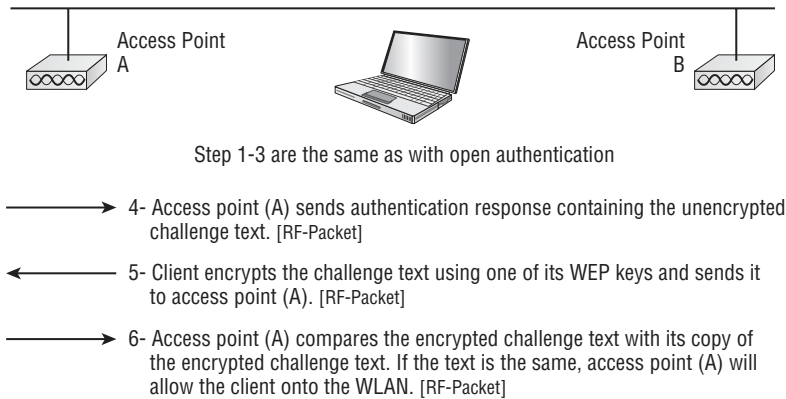 Access Point
A
Access Point
B
Step 1-3 are the same as with open authentication
4- Access point (A) sends authentication response containing the unencrypted
challenge text. [RF-Packet]
5- Client encrypts the challenge text using one of its WEP keys and sends it
to access point (A). [RF-Packet]
6- Access point (A) compares the encrypted challenge text with its copy of
the encrypted challenge text. If the text is the same, access point (A) will
allow the client onto the WLAN. [RF-Packet]